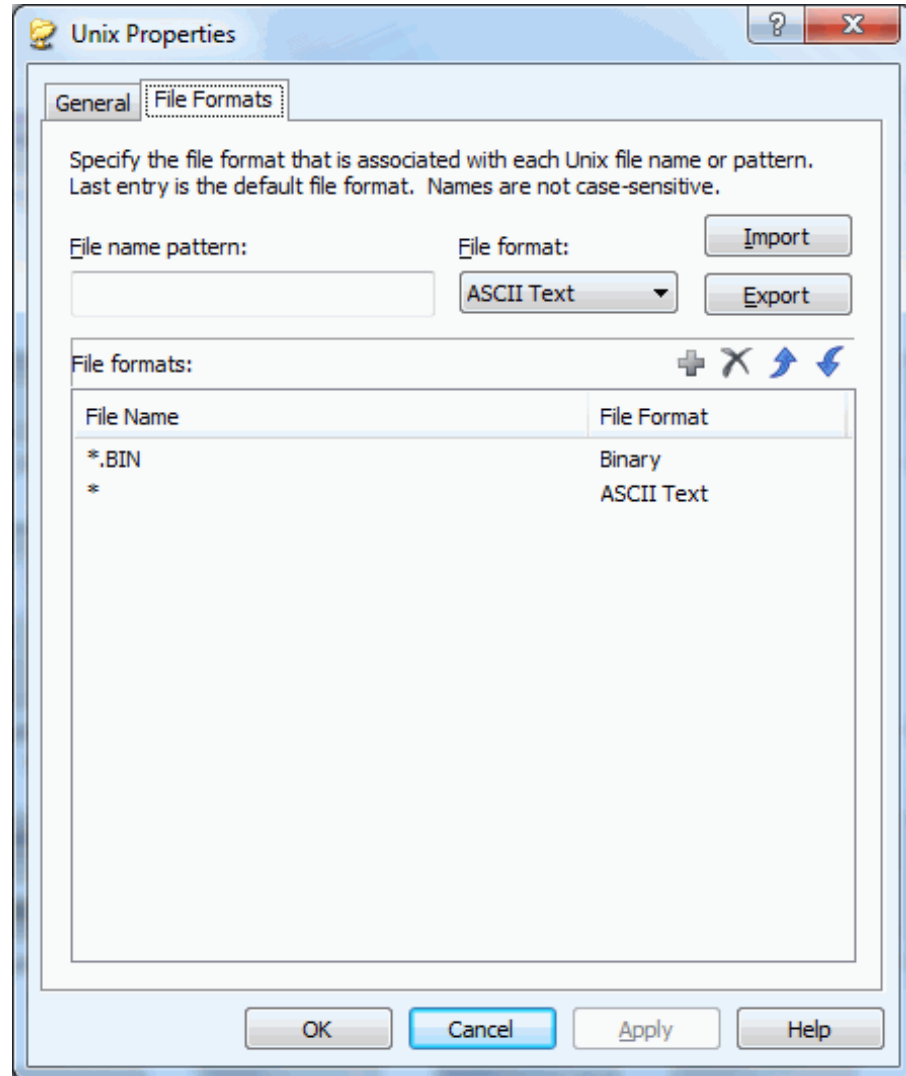 Unix Properties
General
File Formats
Specify the file format that is associated with each Unix file name or pattern.
Last entry is the default file format.  Names are not case-sensitive.
File name pattern:
File format:
Import
ASCII Text
Export
File formats:
File Name
File Format
*.BIN
Binary
*
ASCII Text
OK
Cancel
Apply
Help